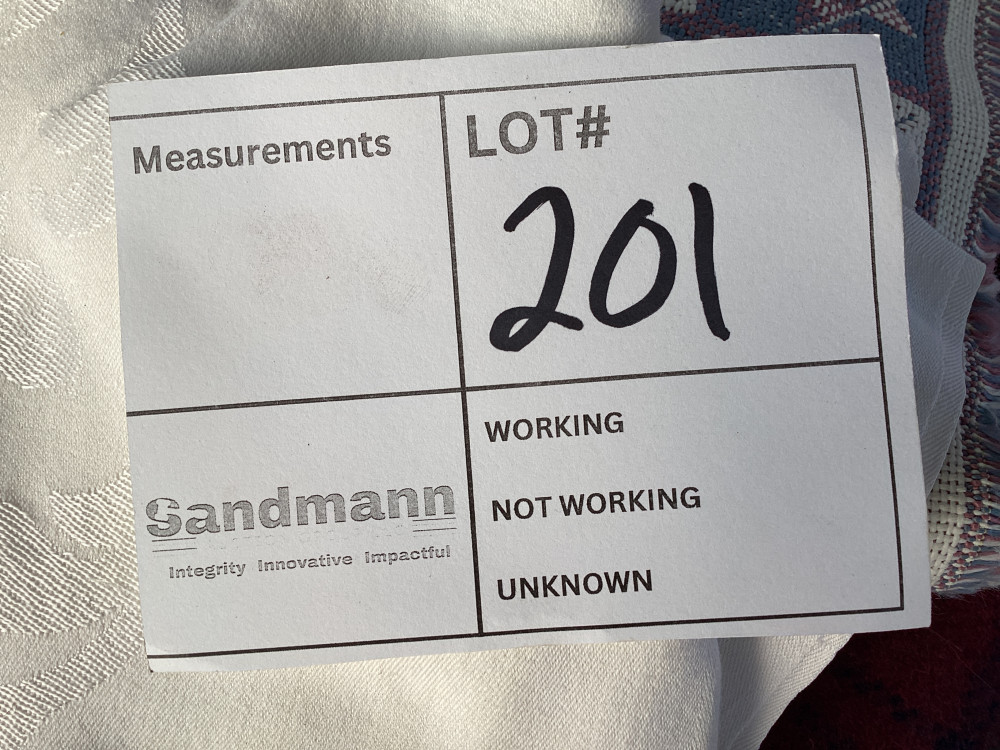 Measurements
LOT#
201
Sandmann
Integrity Innovative Impactful
WORKING
NOT WORKING
UNKNOWN